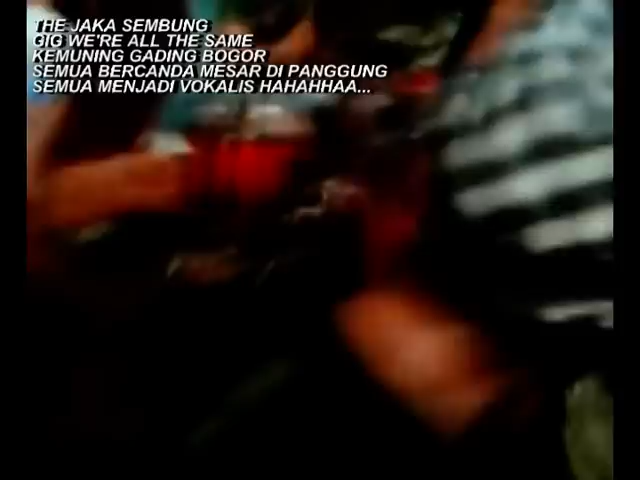 THE JAKA SEMBUNG
GIG WE'RE ALL THE SAME
KEMUNING GADING BOGOR
SEMUA BERCANDA MESAR DI PANGGUNG
SEMUA MENJADI VOKALIS HAHAHHAA...